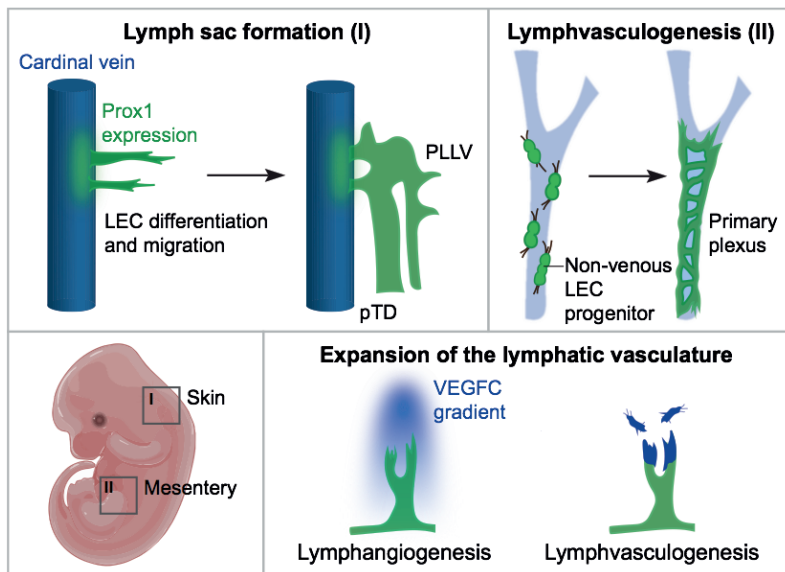 Lymph sac formation (I)
Cardinal vein
Prox1
expression
LEC differentiation
and migration
PLLV
pTD
Lymphvasculogenesis (II)
Non-venous
LEC
progenitor
Primary
plexus
I
Skin
II
Mesentery
Expansion of the lymphatic vasculature
VEGFC
gradient
Lymphangiogenesis
Lymphvasculogenesis